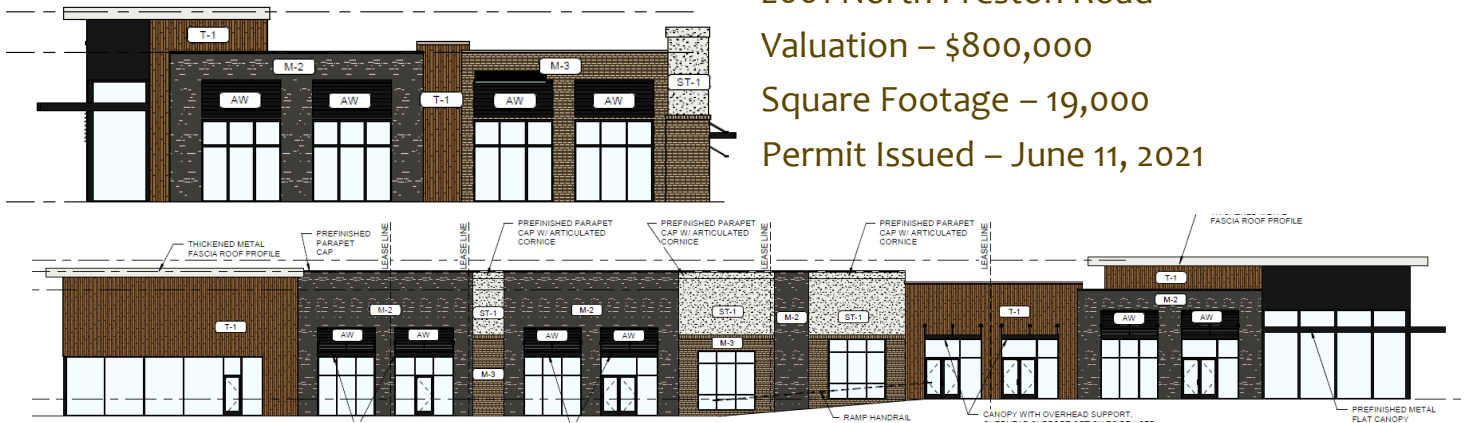 2001 North Preston Road
Valuation – $800,000
Square Footage – 19,000
Permit Issued – June 11, 2021
T-1
M-2
M-3
ST-1
AW
AW
T-1
AW
AW
THICKENED METAL
FASCIA ROOF PROFILE
PREFINISHED
PARAPET
CAP
LEASE LINE
LEASE LINE
PREFINISHED PARAPET
CAP W/ ARTICULATED
CORNICE
PREFINISHED PARAPET
CAP W/ ARTICULATED
CORNICE
LEASE LINE
PREFINISHED PARAPET
CAP W/ ARTICULATED
CORNICE
LEASE LINE
FASCIA ROOF PROFILE
T-1
M-2
AW
AW
ST-1
M-3
M-2
AW
AW
ST-1
M-3
M-2
ST-1
T-1
T-1
M-2
AW
AW
RAMP HANDRAIL
CANOPY WITH OVERHEAD SUPPORT,
PREFINISHED METAL
FLAT CANOPY